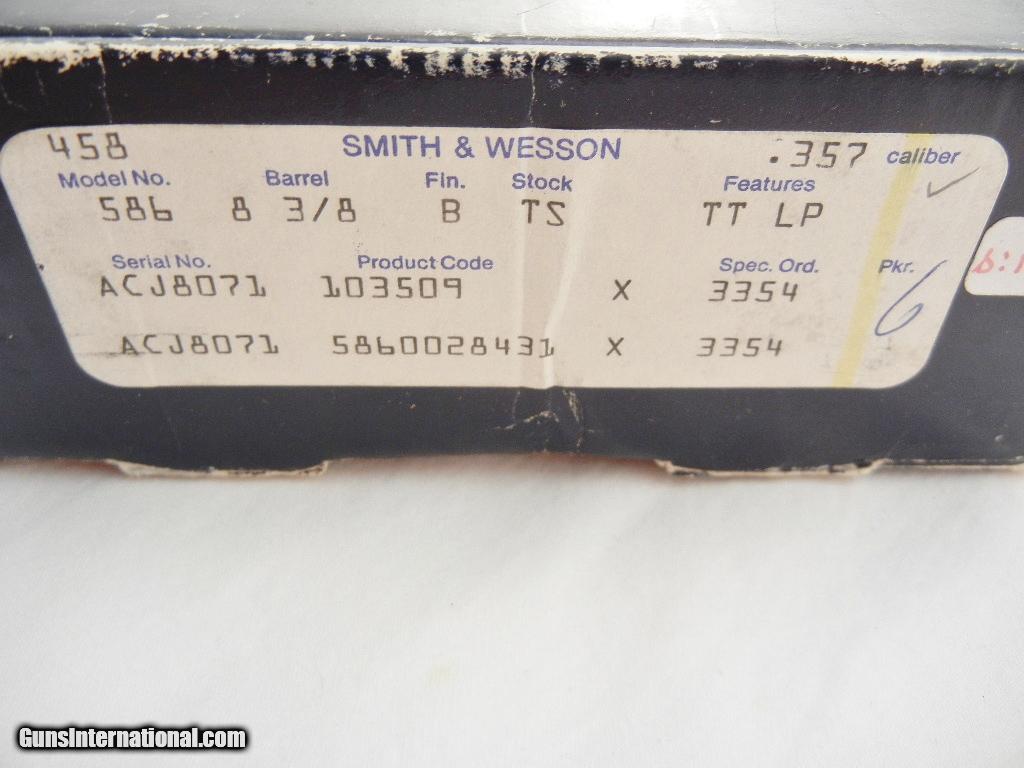 458 SMITH & WESSON .357 caliber
Model No. Barrel Fin. Stock Features
586 8 3/8 B TS TT LP
Serial No. Product Code Spec. Ord. Pkr.
ACJ8071 103509 X 3354 6
ACJ8071 5860028431 X 3354
GunsInternational.com